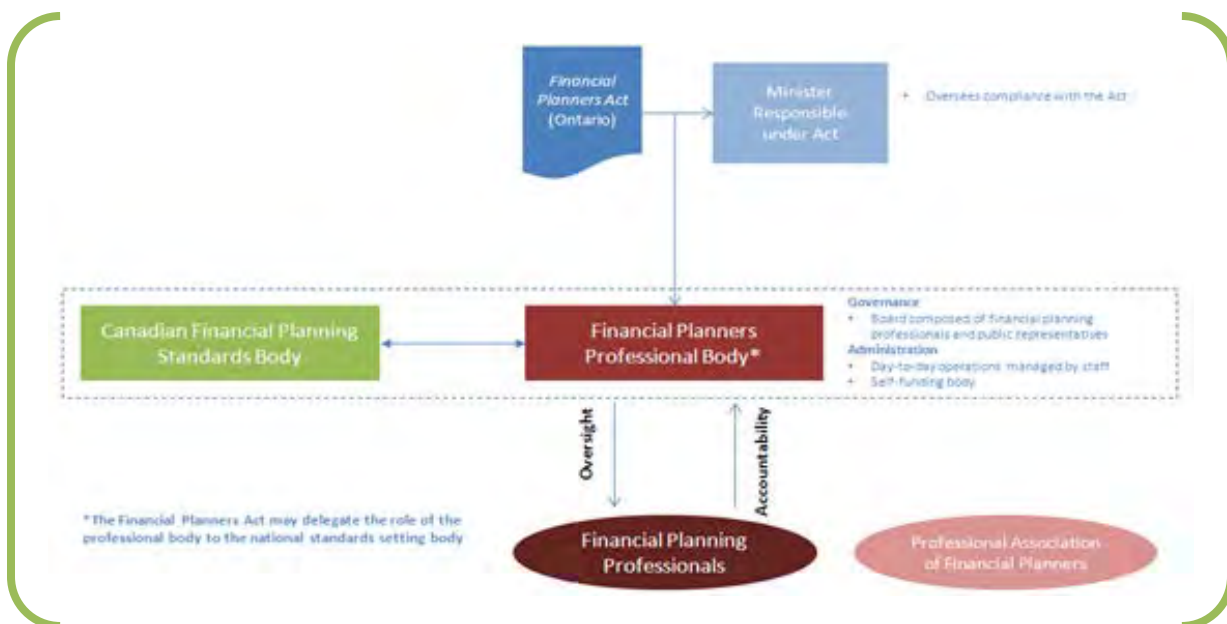 Financial
Planners Act
(Ontario)
Minister
Responsible
under Act
• Oversees compliance with the Act
Canadian Financial Planning
Standards Body
Financial Planners
Professional Body*
Governance
• Board composed of financial planning
professionals and public representatives
Administration
• Day-to-day operations managed by staff
• Self-funding body
Oversight
Accountability
*The Financial Planners Act may delegate the role of the
professional body to the national standards setting body
Financial Planning
Professionals
Professional Association
of Financial Planners